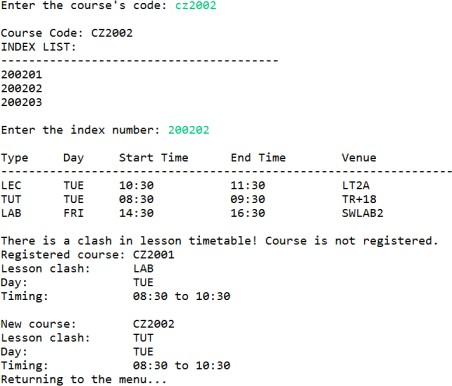 Enter the course's code: cz2002
Course Code: CZ2002
INDEX LIST:
----------------------------------------
200201
200202
200203
Enter the index number: 200202
Type Day Start Time End Time Venue
-----------------------------------------------------------------
LEC TUE 10:30 11:30 LT2A
TUT TUE 08:30 09:30 TR+18
LAB FRI 14:30 16:30 SWLAB2
There is a clash in lesson timetable! Course is not registered.
Registered course: CZ2001
Lesson clash: LAB
Day: TUE
Timing: 08:30 to 10:30
New course: CZ2002
Lesson clash: TUT
Day: TUE
Timing: 08:30 to 10:30
Returning to the menu...